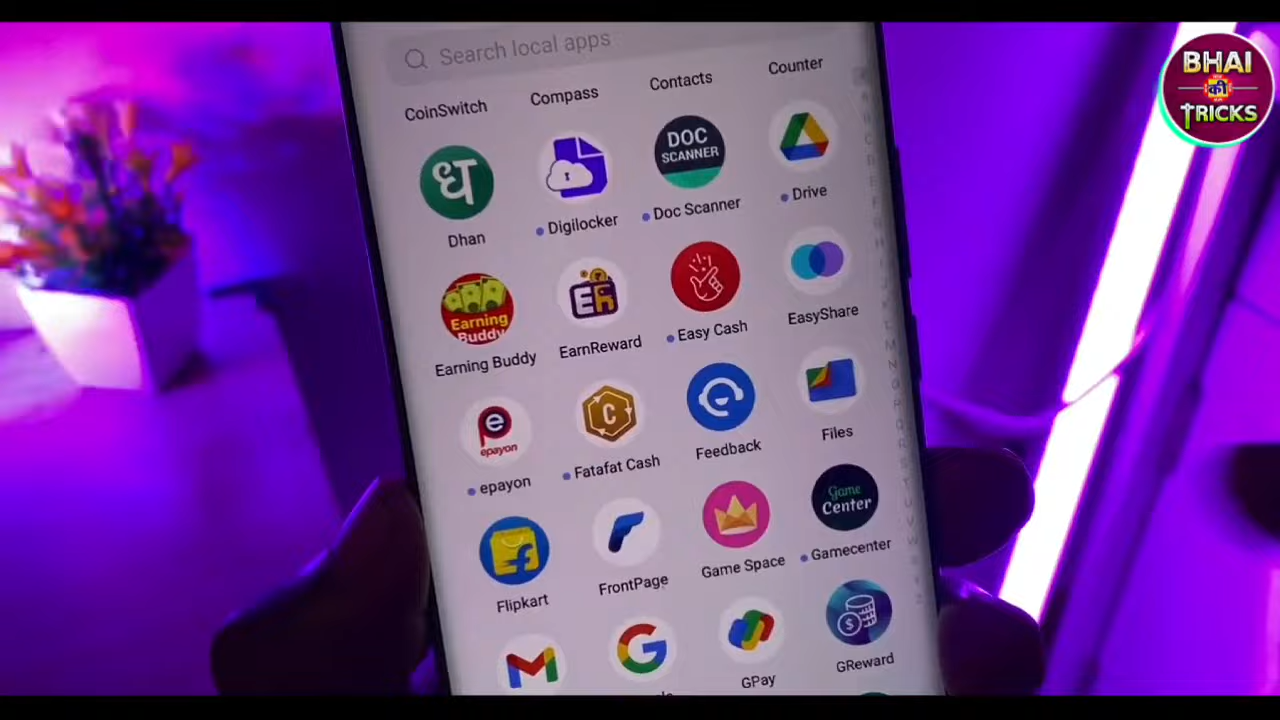 Search local apps
BHAI
की
TRICKS
CoinSwitch
Compass
Contacts
Counter
ध
DOC
SCANNER
Dhan
Digilocker
Doc Scanner
Drive
Earning
Buddy
ER
Earning Buddy
EarnReward
Easy Cash
EasyShare
e
epayon
C
epayon
Fatafat Cash
Feedback
Files
f
Game
Center
Flipkart
FrontPage
Game Space
Gamecenter
M
G
$
GPay
GReward